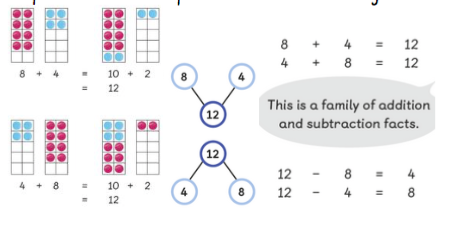 8 + 4 = 10 + 2
= 12
8 4
12
8 + 4 = 12
4 + 8 = 12
This is a family of addition
and subtraction facts.
4 + 8 = 10 + 2
= 12
12
4 8
12 - 8 = 4
12 - 4 = 8